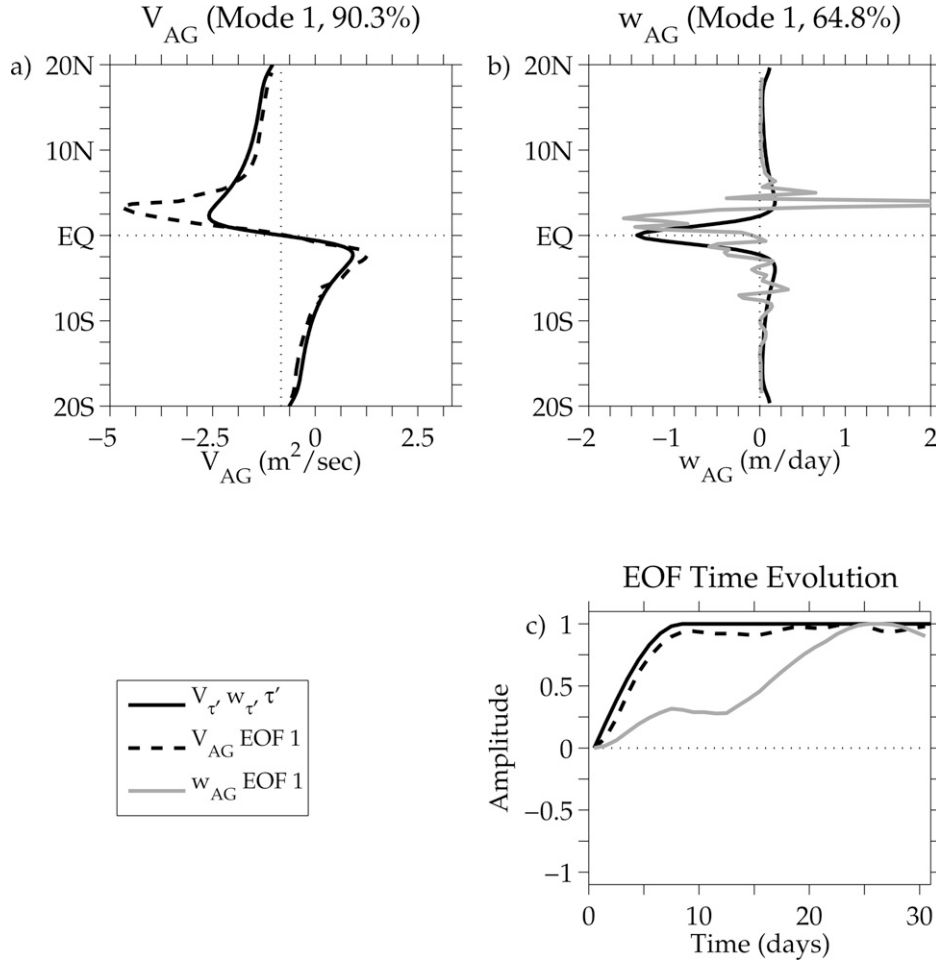 V_AG (Mode 1, 90.3%)
w_AG (Mode 1, 64.8%)
a)
20N
10N
EQ
10S
20S
−5
−2.5
0
2.5
V_AG (m²/sec)
b)
20N
10N
EQ
10S
20S
−2
−1
0
1
2
w_AG (m/day)
V_τ′ w_τ′, τ′
V_AG EOF 1
w_AG EOF 1
EOF Time Evolution
c)
1
0.5
0
−0.5
−1
Amplitude
0
10
20
30
Time (days)